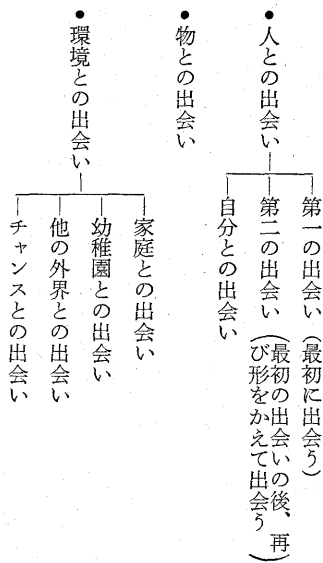 ●人との出会い
第一の出会い（最初に出会う）
第二の出会い（最初の出会いの後、再
び形をかえて出会う）
自分との出会い
●物との出会い
●環境との出会い
家庭との出会い
幼稚園との出会い
他の外界との出会い
チャンスとの出会い